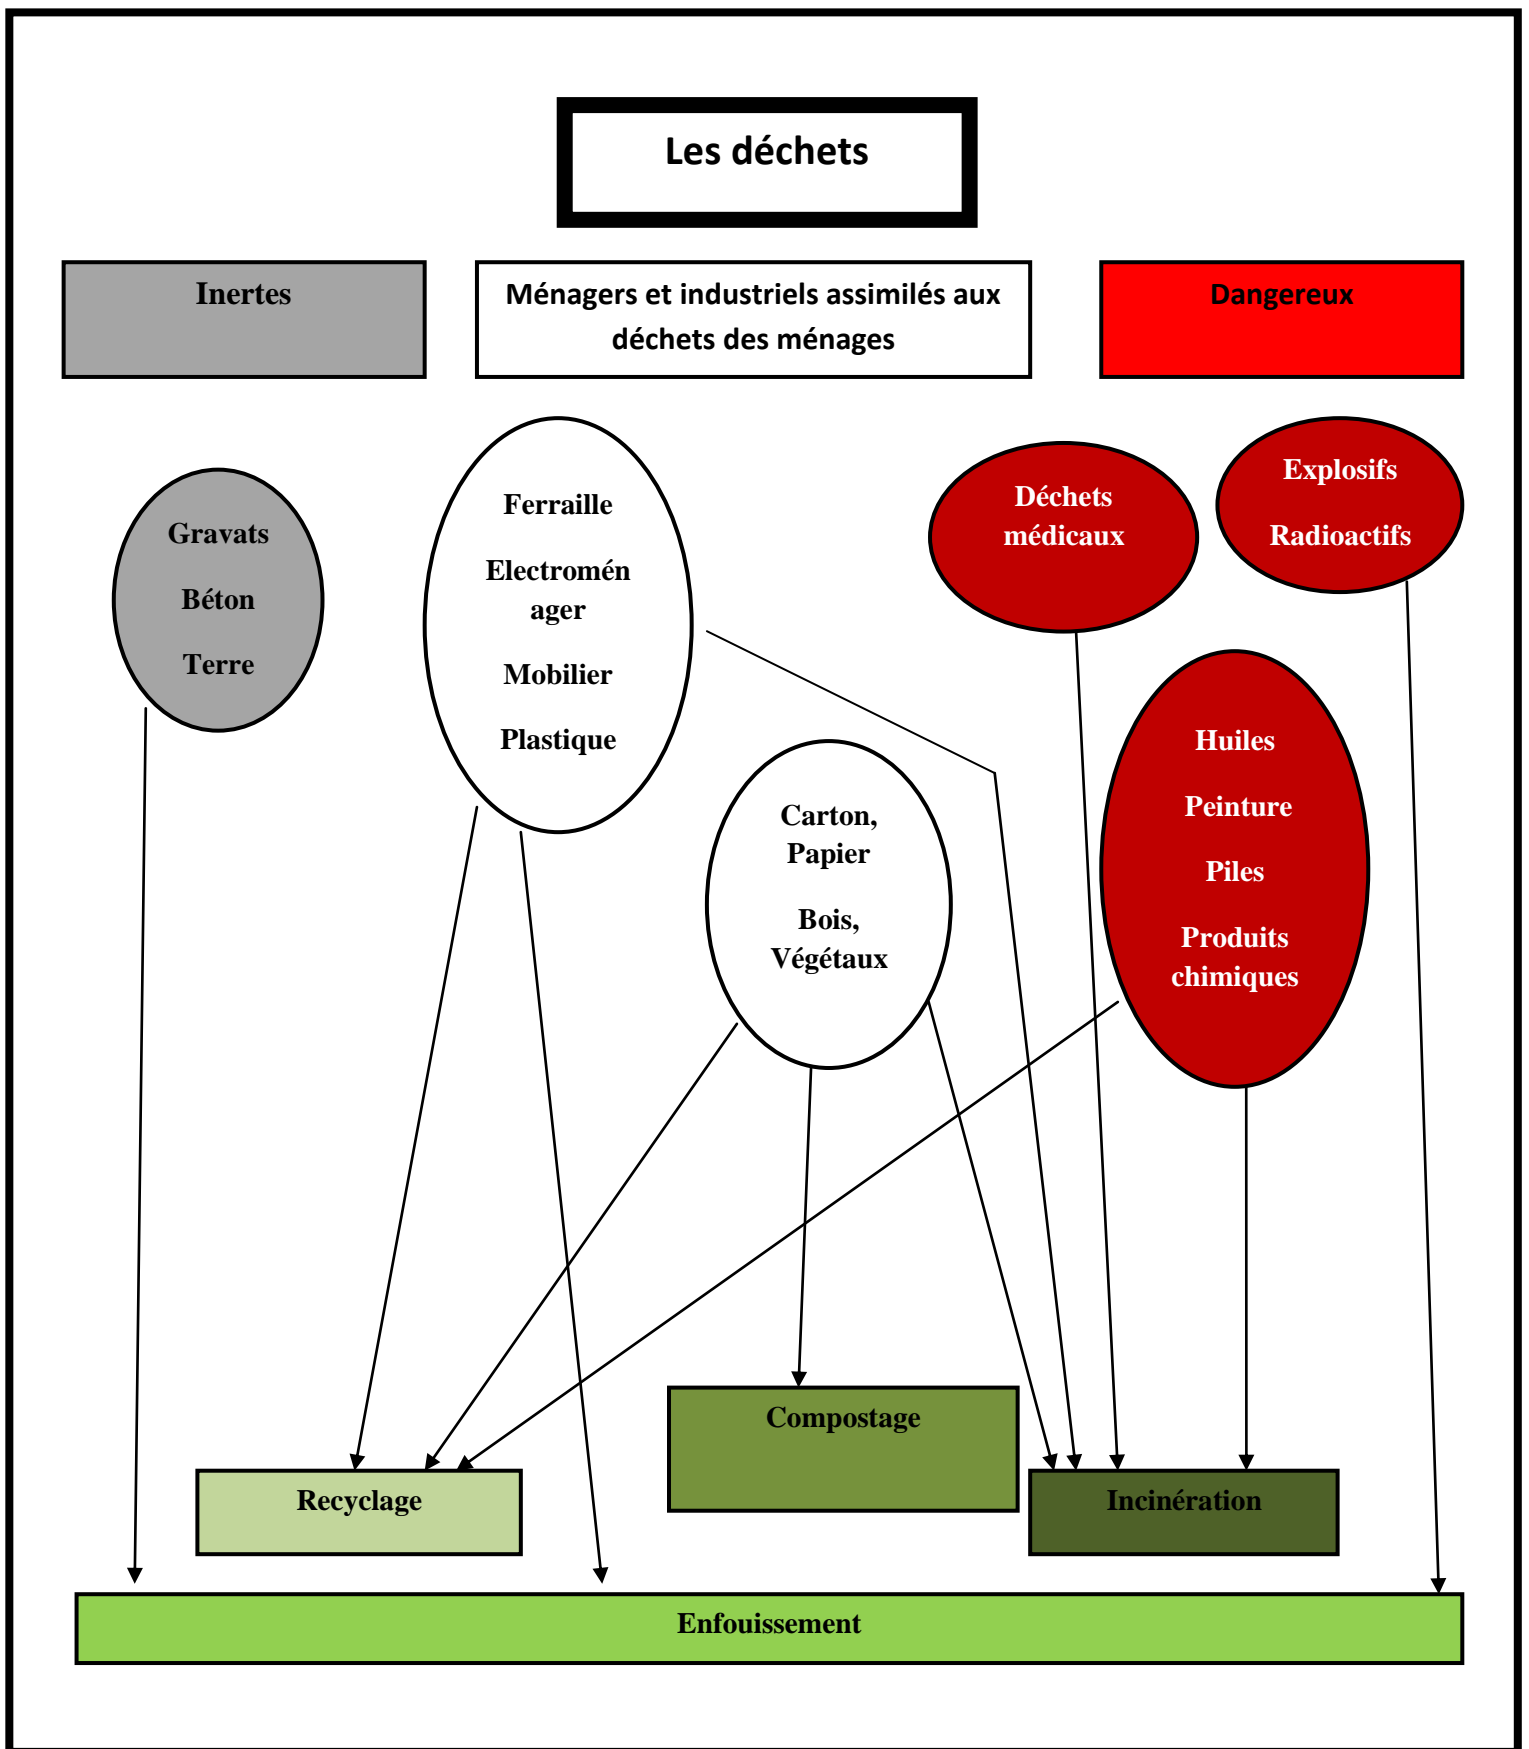 Les déchets
Inertes
Ménagers et industriels assimilés aux
déchets des ménages
Dangereux
Gravats
Béton
Terre
Ferraille
Electromén
ager
Mobilier
Plastique
Déchets
médicaux
Explosifs
Radioactifs
Carton,
Papier
Bois,
Végétaux
Huiles
Peinture
Piles
Produits
chimiques
Compostage
Recyclage
Incinération
Enfouissement